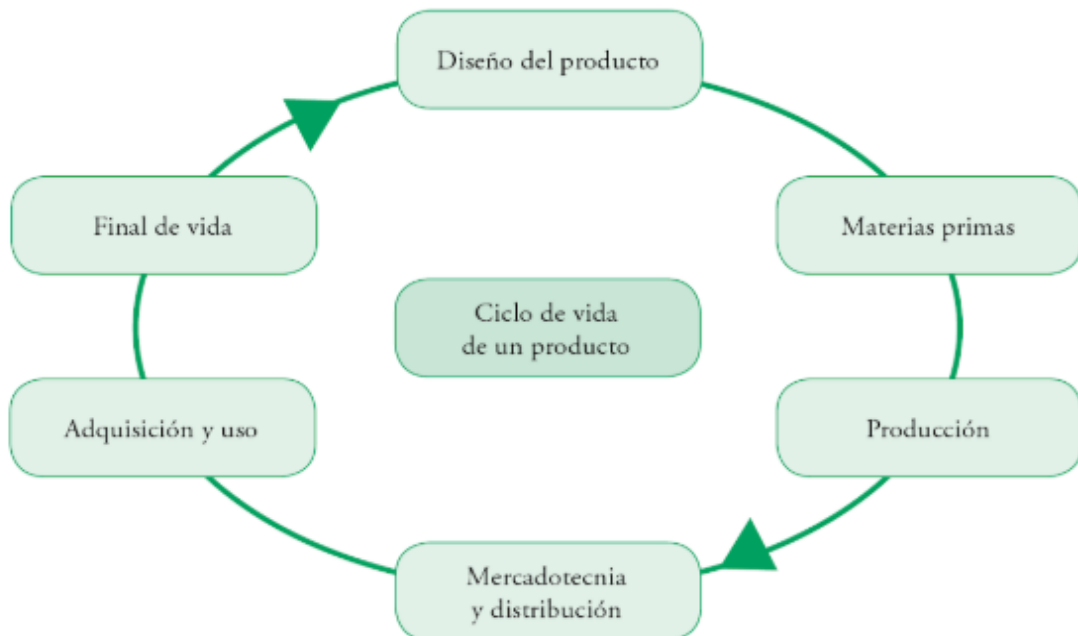 Diseño del producto
Final de vida
Materias primas
Ciclo de vida
de un producto
Adquisición y uso
Producción
Mercadotecnia
y distribución